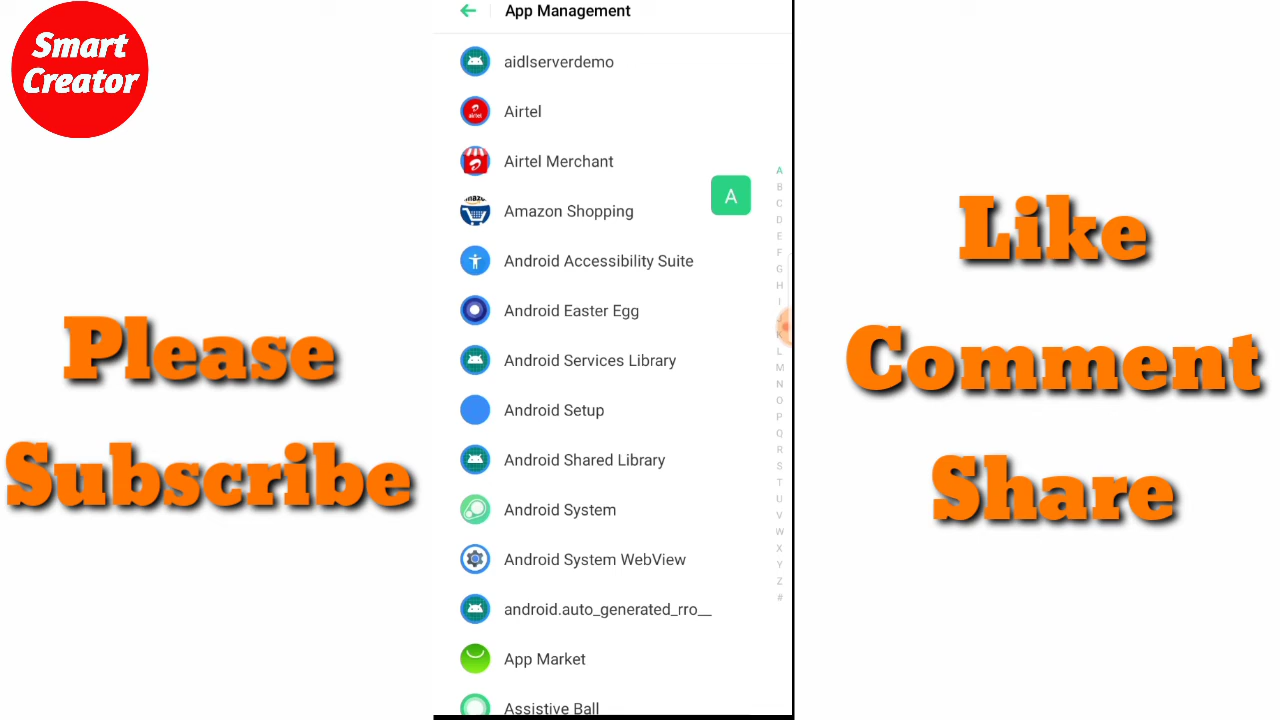 Smart
Creator
Please
Subscribe
App Management
aidlserverdemo
Airtel
Airtel Merchant
Amazon Shopping
Android Accessibility Suite
Android Easter Egg
Android Services Library
Android Setup
Android Shared Library
Android System
Android System WebView
android.auto_generated_rro__
App Market
Assistive Ball
A
A
B
C
D
E
F
G
H
I
K
L
M
N
O
P
Q
R
S
T
U
V
W
X
Y
Z
#
Like
Comment
Share